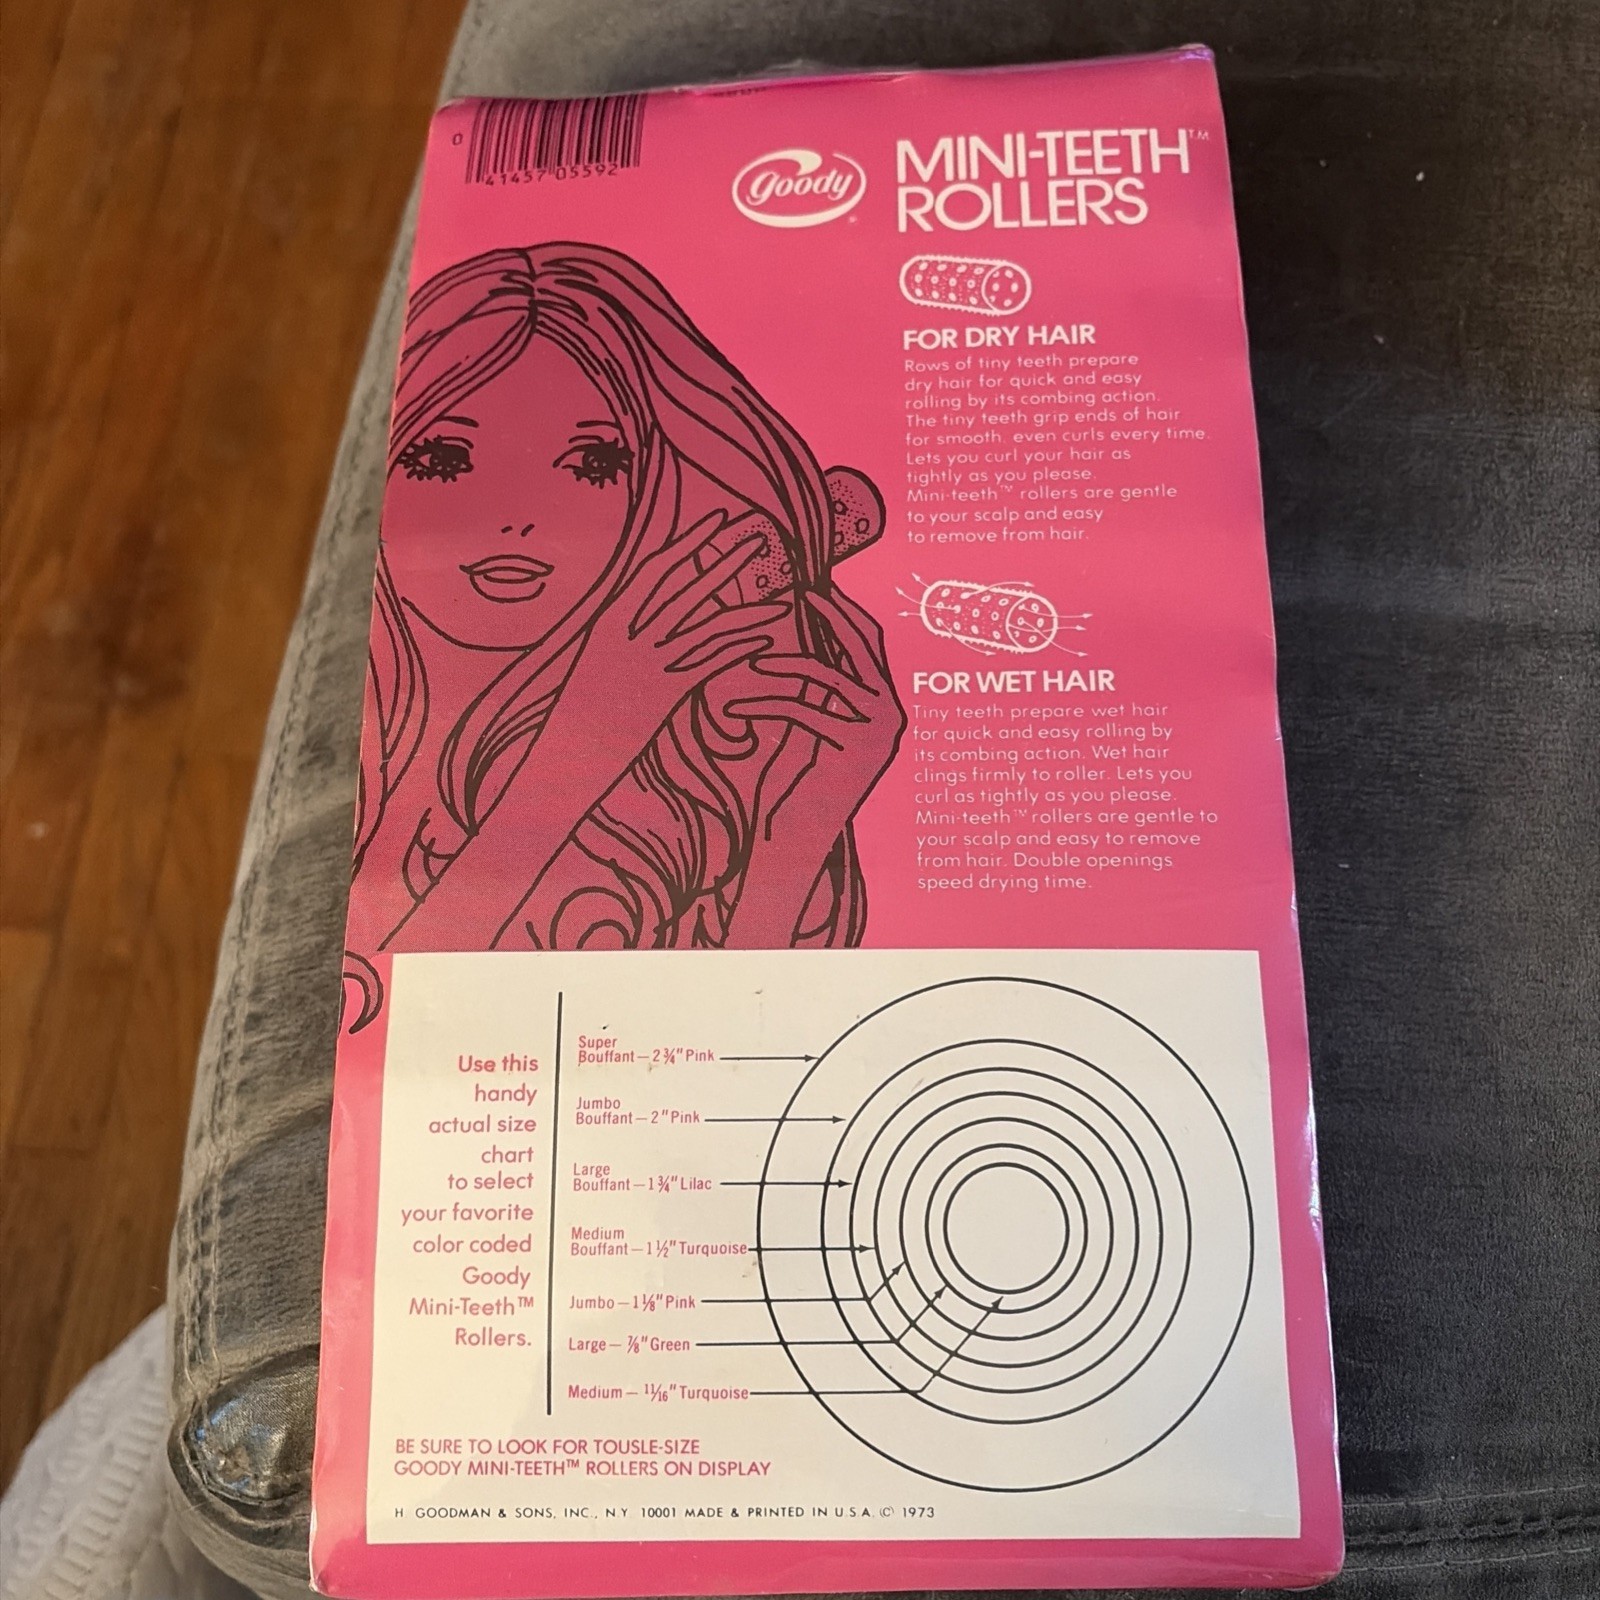 0
41457 05592
goody
MINI-TEETH™
ROLLERS
FOR DRY HAIR
Rows of tiny teeth prepare
dry hair for quick and easy
rolling by its combing action.
The tiny teeth grip ends of hair
for smooth, even curls every time.
Lets you curl your hair as
tightly as you please.
Mini-teeth™ rollers are gentle
to your scalp and easy
to remove from hair.
FOR WET HAIR
Tiny teeth prepare wet hair
for quick and easy rolling by
its combing action. Wet hair
clings firmly to roller. Lets you
curl as tightly as you please.
Mini-teeth™ rollers are gentle to
your scalp and easy to remove
from hair. Double openings
speed drying time.
Use this
handy
actual size
chart
to select
your favorite
color coded
Goody
Mini-Teeth™
Rollers.
Super
Bouffant—2 ¾" Pink
Jumbo
Bouffant—2" Pink
Large
Bouffant—1 ¾" Lilac
Medium
Bouffant—1 ½" Turquoise
Jumbo—1 ⅛" Pink
Large—⅞" Green
Medium—11/16" Turquoise
BE SURE TO LOOK FOR TOUSLE-SIZE
GOODY MINI-TEETH™ ROLLERS ON DISPLAY
H GOODMAN & SONS, INC., N.Y. 10001 MADE & PRINTED IN U.S.A. (C) 1973